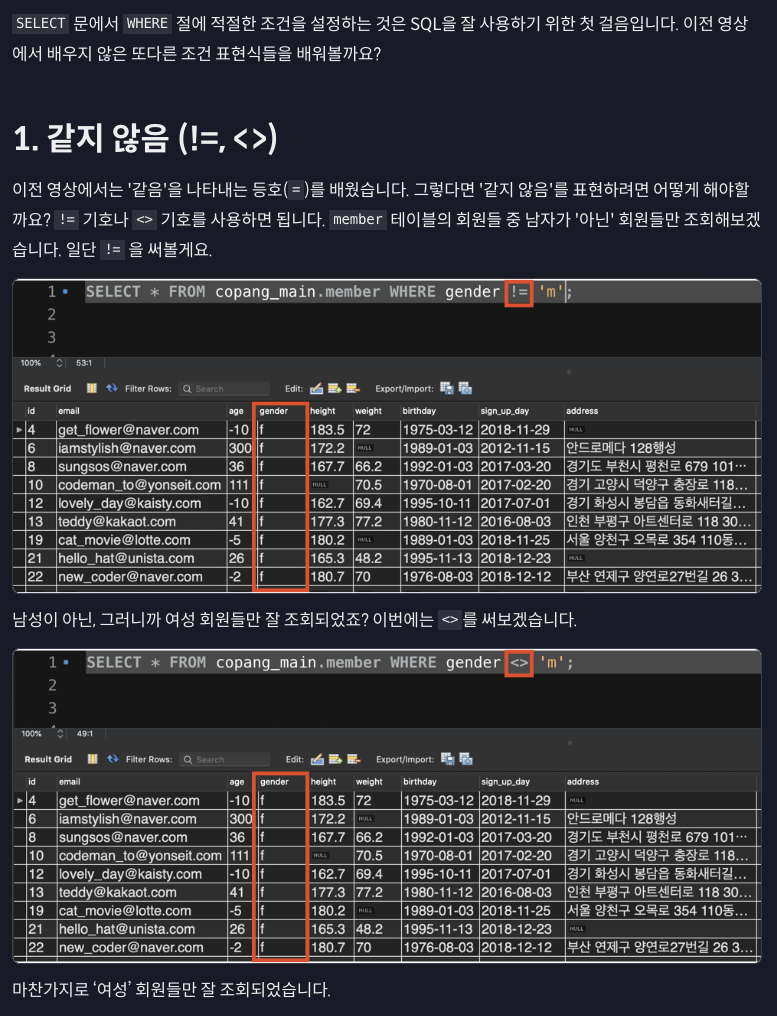 SELECT 문에서 WHERE 절에 적절한 조건을 설정하는 것은 SQL을 잘 사용하기 위한 첫 걸음입니다. 이전 영상
에서 배우지 않은 또다른 조건 표현식들을 배워볼까요?
1. 같지 않음 (!=, <>)
이전 영상에서는 '같음'을 나타내는 등호(=)를 배웠습니다. 그렇다면 '같지 않음'를 표현하려면 어떻게 해야할
까요? != 기호나 <> 기호를 사용하면 됩니다. member 테이블의 회원들 중 남자가 '아닌' 회원들만 조회해보겠
습니다. 일단 != 을 써볼게요.
1 SELECT * FROM copang_main.member WHERE gender != 'm';
2
3
100% 53:1
Result Grid Filter Rows: Search Edit: Export/Import:
id email age gender height weight birthday sign_up_day address
4 get_flower@naver.com -10 f 183.5 72 1975-03-12 2018-11-29 NULL
6 iamstylish@naver.com 300 f 172.2 NULL 1989-01-03 2012-11-15 안드로메다 128행성
8 sungsos@naver.com 36 f 167.7 66.2 1992-01-03 2017-03-20 경기도 부천시 평천로 679 101…
10 codeman_to@yonseit.com 111 f NULL 70.5 1970-08-01 2017-02-20 경기 고양시 덕양구 충장로 118…
12 lovely_day@kaisty.com -10 f 162.7 69.4 1995-10-11 2017-07-01 경기 화성시 봉담읍 동화새터길…
13 teddy@kakaot.com 41 f 177.3 77.2 1980-11-12 2016-08-03 인천 부평구 아트센터로 118 30…
19 cat_movie@lotte.com -5 f 180.2 NULL 1989-01-03 2018-11-25 서울 양천구 오목로 354 110동…
21 hello_hat@unista.com 26 f 165.3 48.2 1995-11-13 2018-12-23 NULL
22 new_coder@naver.com -2 f 180.7 70 1976-08-03 2018-12-12 부산 연제구 양연로27번길 26 3…
남성이 아닌, 그러니까 여성 회원들만 잘 조회되었죠? 이번에는 <> 를 써보겠습니다.
1 SELECT * FROM copang_main.member WHERE gender <> 'm';
2
3
100% 49:1
Result Grid Filter Rows: Search Edit: Export/Import:
id email age gender height weight birthday sign_up_day address
4 get_flower@naver.com -10 f 183.5 72 1975-03-12 2018-11-29 NULL
6 iamstylish@naver.com 300 f 172.2 NULL 1989-01-03 2012-11-15 안드로메다 128행성
8 sungsos@naver.com 36 f 167.7 66.2 1992-01-03 2017-03-20 경기도 부천시 평천로 679 101…
10 codeman_to@yonseit.com 111 f NULL 70.5 1970-08-01 2017-02-20 경기 고양시 덕양구 충장로 118…
12 lovely_day@kaisty.com -10 f 162.7 69.4 1995-10-11 2017-07-01 경기 화성시 봉담읍 동화새터길…
13 teddy@kakaot.com 41 f 177.3 77.2 1980-11-12 2016-08-03 인천 부평구 아트센터로 118 30…
19 cat_movie@lotte.com -5 f 180.2 NULL 1989-01-03 2018-11-25 서울 양천구 오목로 354 110동…
21 hello_hat@unista.com 26 f 165.3 48.2 1995-11-13 2018-12-23 NULL
22 new_coder@naver.com -2 f 180.7 70 1976-08-03 2018-12-12 부산 연제구 양연로27번길 26 3…
마찬가지로 ‘여성’ 회원들만 잘 조회되었습니다.